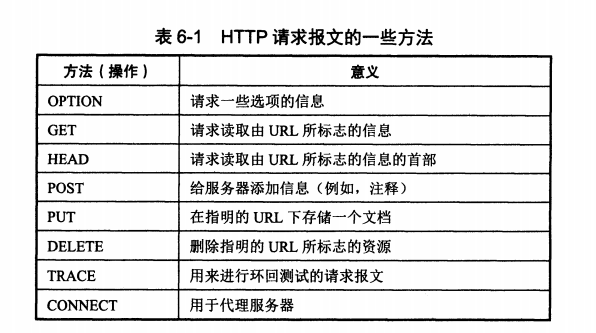 表 6-1 HTTP 请求报文的一些方法
方法（操作） 意义
OPTION 请求一些选项的信息
GET 请求读取由 URL 所标志的信息
HEAD 请求读取由 URL 所标志的信息的首部
POST 给服务器添加信息（例如，注释）
PUT 在指明的 URL 下存储一个文档
DELETE 删除指明的 URL 所标志的资源
TRACE 用来进行环回测试的请求报文
CONNECT 用于代理服务器